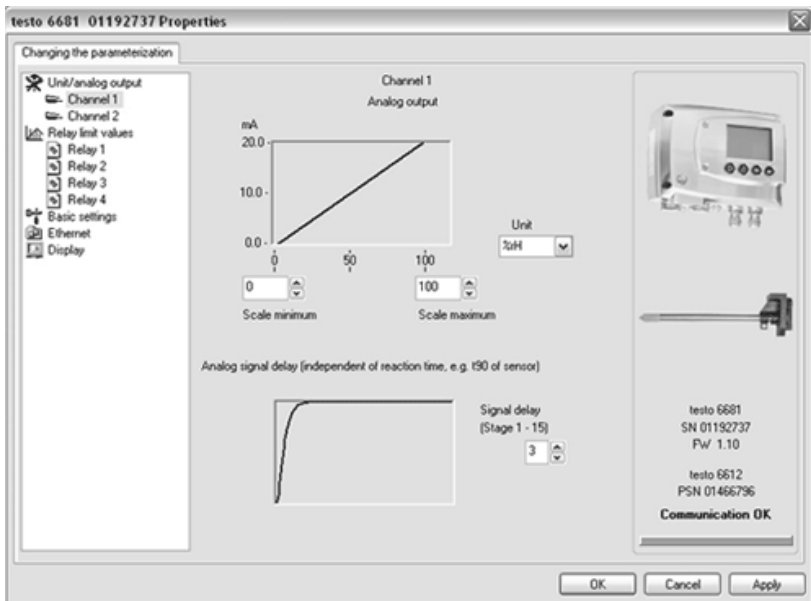 testo 6681 01192737 Properties
Changing the parameterization
Unit/analog output
Channel 1
Channel 2
Relay limit values
Relay 1
Relay 2
Relay 3
Relay 4
Basic settings
Ethernet
Display
Channel 1
Analog output
mA
20.0
10.0
0.0
0
50
100
Unit
%rH
0
100
Scale minimum
Scale maximum
Analog signal delay (independent of reaction time, e.g. t90 of sensor)
Signal delay
(Stage 1 - 15)
3
testo 6681
SN 01192737
FW 1.10
testo 6612
PSN 01466796
Communication OK
OK
Cancel
Apply